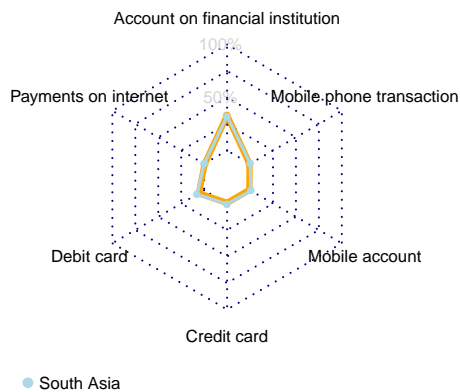 Account on financial institution
100%
Payments on internet
50%
Mobile phone transaction
Debit card
Mobile account
Credit card
South Asia